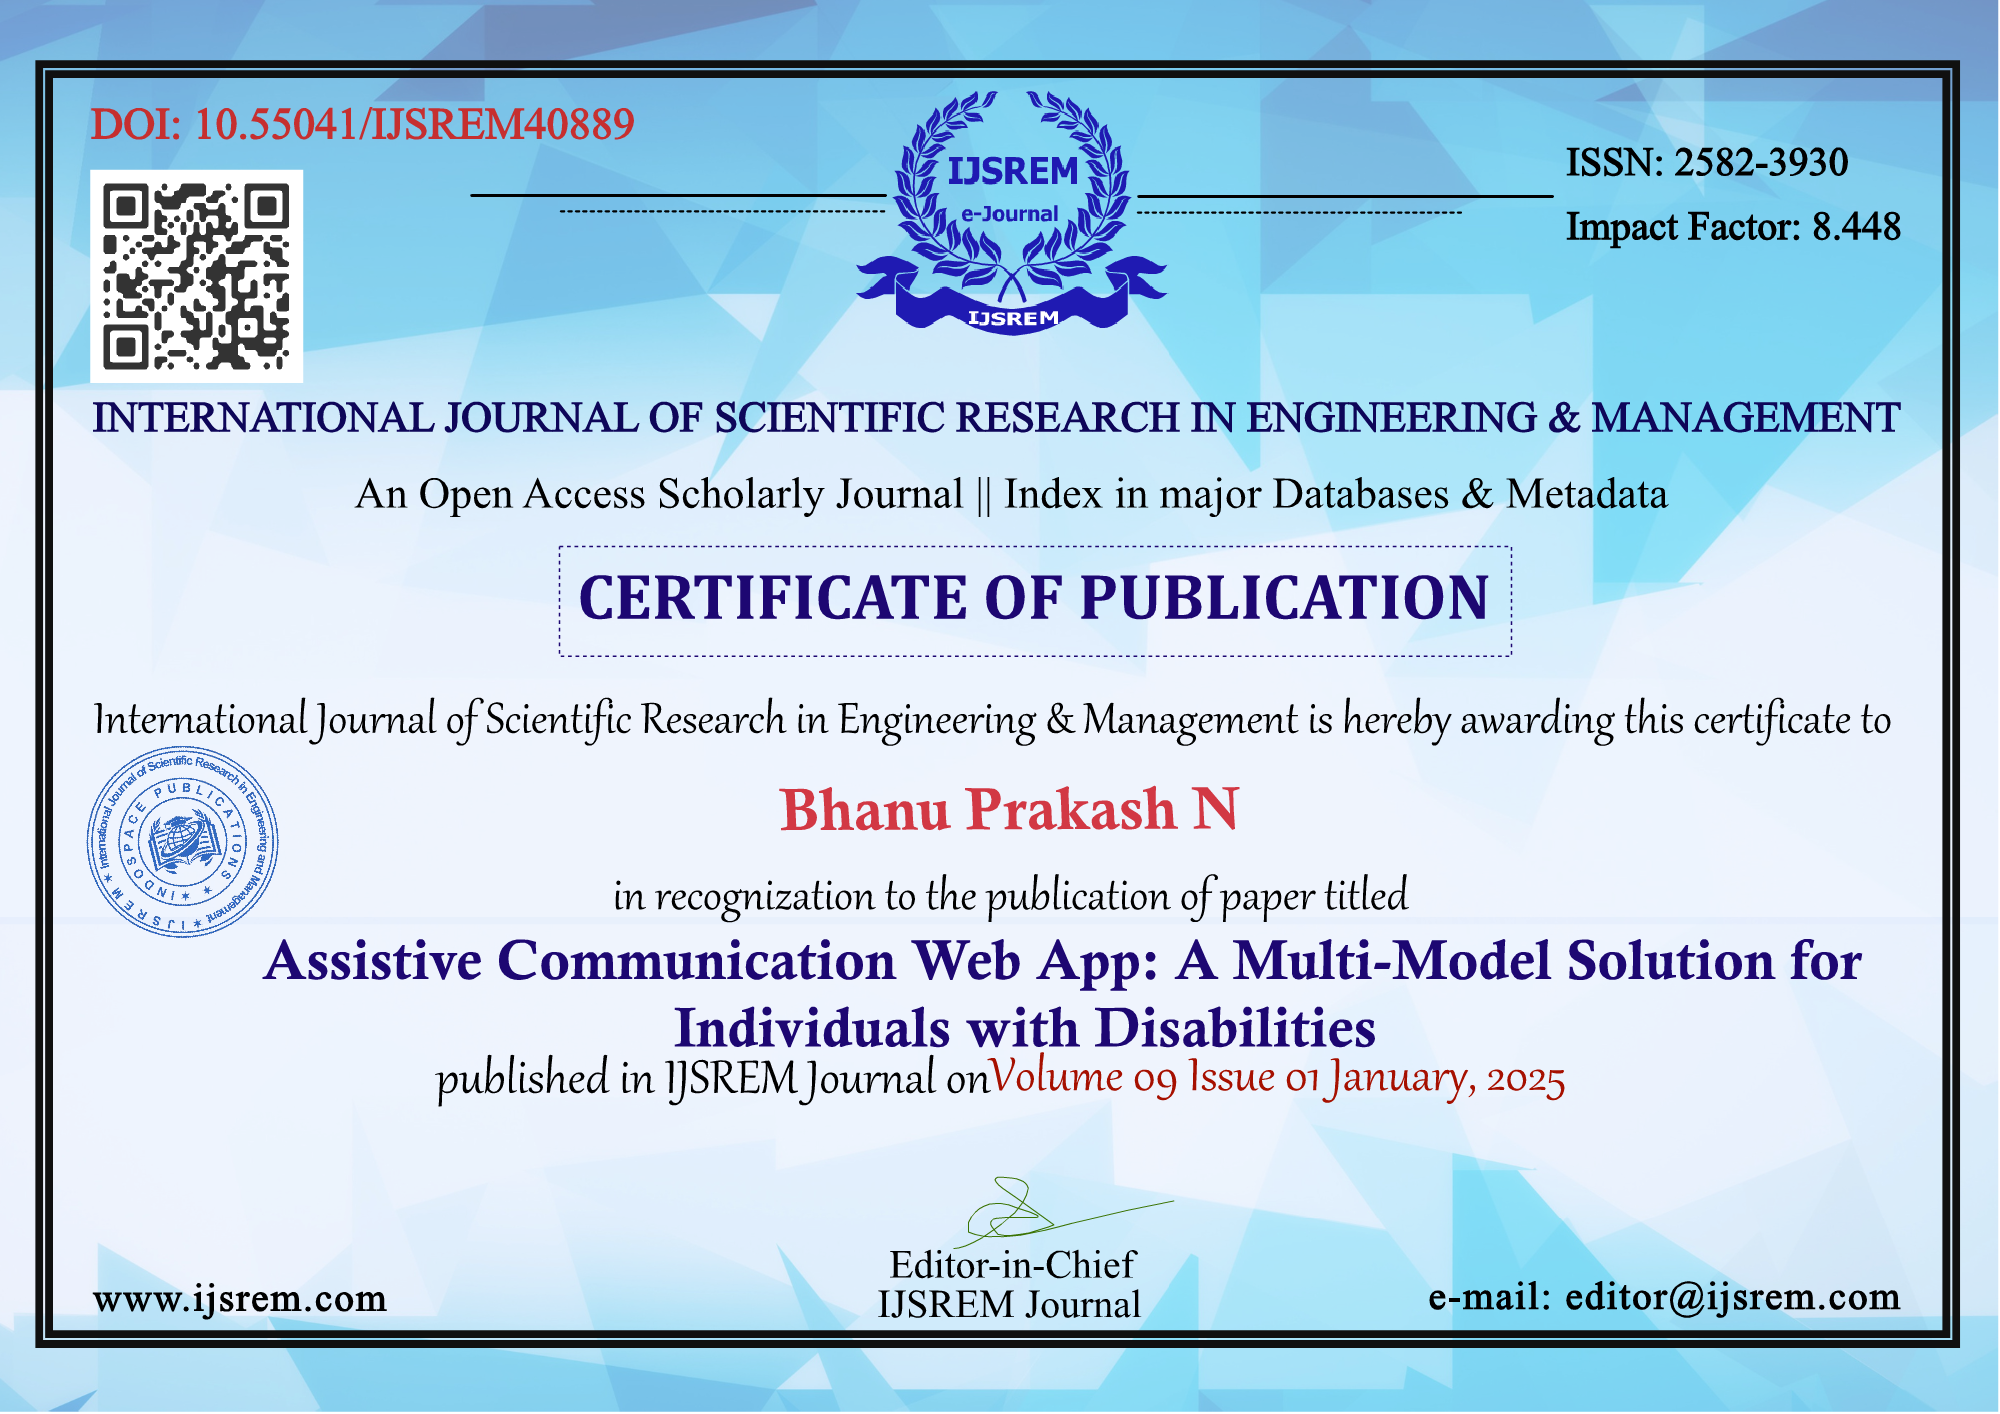 DOI: 10.55041/IJSREM40889
IJSREM
e-Journal
IJSREM
ISSN: 2582-3930
Impact Factor: 8.448
INTERNATIONAL JOURNAL OF SCIENTIFIC RESEARCH IN ENGINEERING & MANAGEMENT
An Open Access Scholarly Journal || Index in major Databases & Metadata
CERTIFICATE OF PUBLICATION
International Journal of Scientific Research in Engineering & Management is hereby awarding this certificate to
International Journal of Scientific Research in Engineering and Management
IJSREM
INDOSPACE PUBLICATIONS
Bhanu Prakash N
in recognization to the publication of paper titled
Assistive Communication Web App: A Multi-Model Solution for
Individuals with Disabilities
published in IJSREM Journal on Volume 09 Issue 01 January, 2025
Editor-in-Chief
IJSREM Journal
www.ijsrem.com
e-mail: editor@ijsrem.com